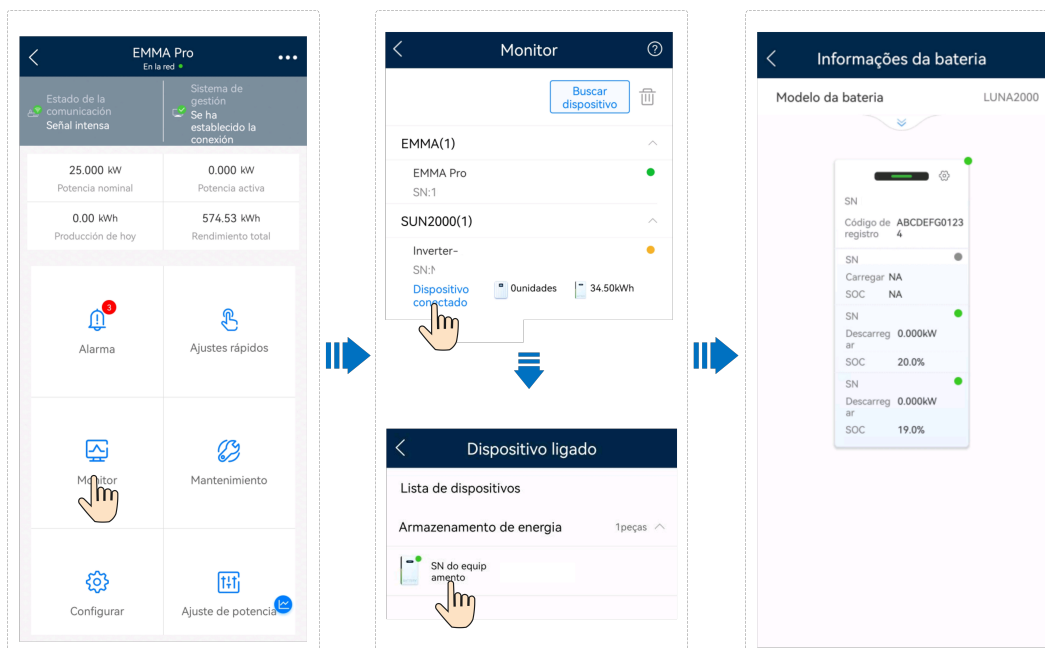 EMMA Pro
En la red
Estado de la
comunicación
Señal intensa
Sistema de
gestión
Se ha
establecido la
conexión
25.000 kW
Potencia nominal
0.000 kW
Potencia activa
0.00 kWh
Producción de hoy
574.53 kWh
Rendimiento total
3
Alarma
Ajustes rápidos
Monitor
Mantenimiento
Configurar
Ajuste de potencia
Monitor
Buscar
dispositivo
EMMA(1)
EMMA Pro
SN:1
SUN2000(1)
Inverter-
SN:N
Dispositivo
conectado
0unidades
34.50kWh
Dispositivo ligado
Lista de dispositivos
Armazenamento de energia
1peças
SN do equip
amento
Informações da bateria
Modelo da bateria
LUNA2000
SN
Código de
registro
ABCDEFG0123
4
SN
Carregar NA
SOC NA
SN
Descarreg
ar
0.000kW
SOC 20.0%
SN
Descarreg
ar
0.000kW
SOC 19.0%